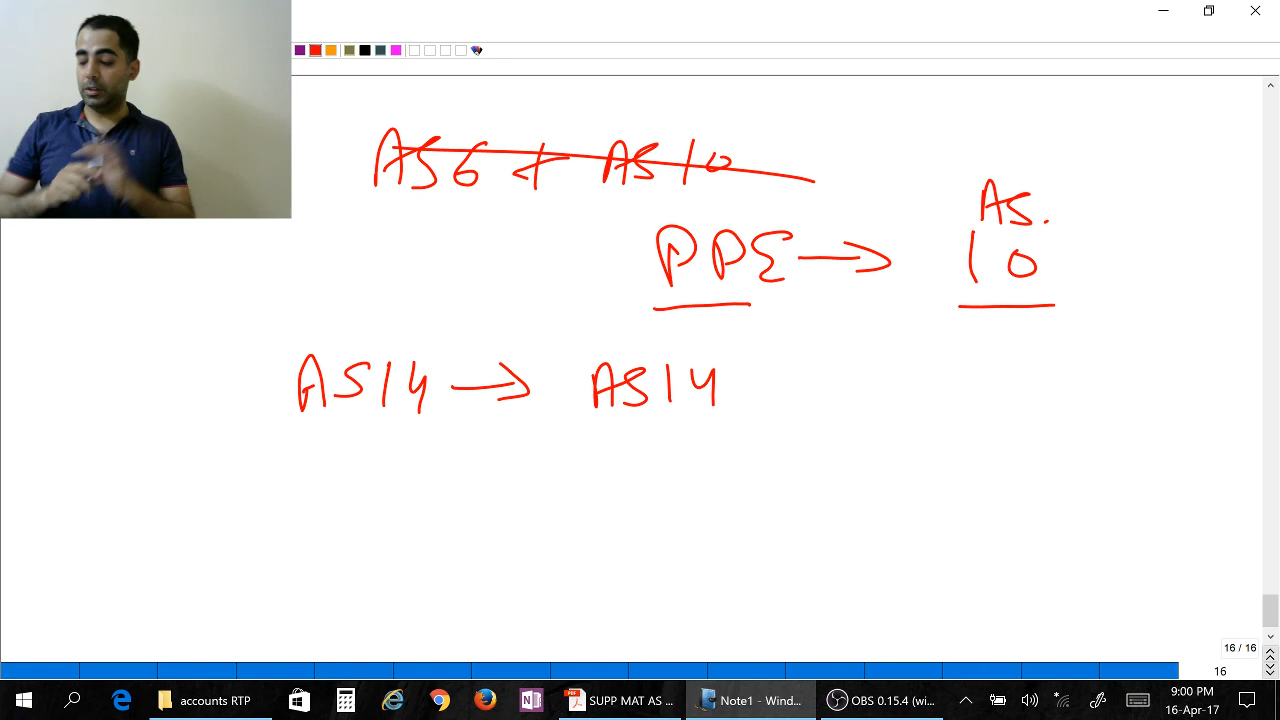 AS6 + AS10
AS.
PPE → 10
AS14 → AS14
16 / 16
16
accounts RTP
SUPP MAT AS ...
Note1 - Wind...
OBS 0.15.4 (wi...
9:00 PM
16-Apr-17